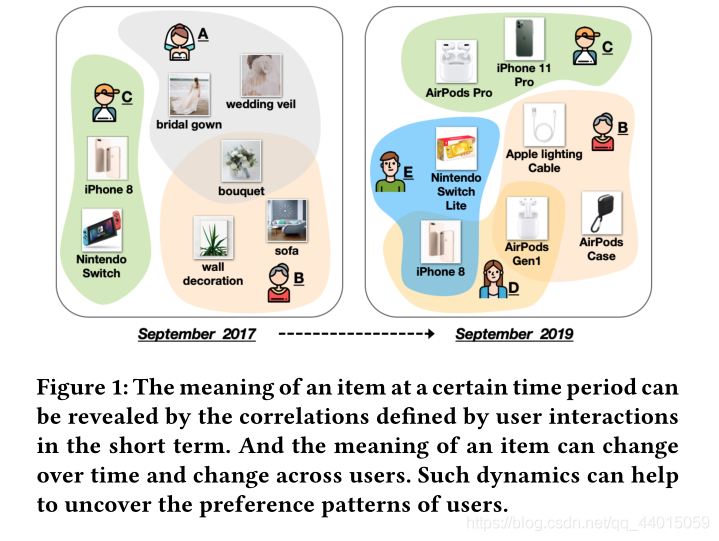 A
wedding veil
bridal gown
C
iPhone 8
Nintendo
Switch
bouquet
wall
decoration
sofa
B
iPhone 11
Pro
AirPods Pro
C
Apple lighting
Cable
B
E
Nintendo
Switch
Lite
iPhone 8
AirPods
Gen1
AirPods
Case
D
September 2017
September 2019
Figure 1: The meaning of an item at a certain time period can
be revealed by the correlations defined by user interactions
in the short term. And the meaning of an item can change
over time and change across users. Such dynamics can help
to uncover the preference patterns of users.
https://blog.csdn.net/qq_44015059